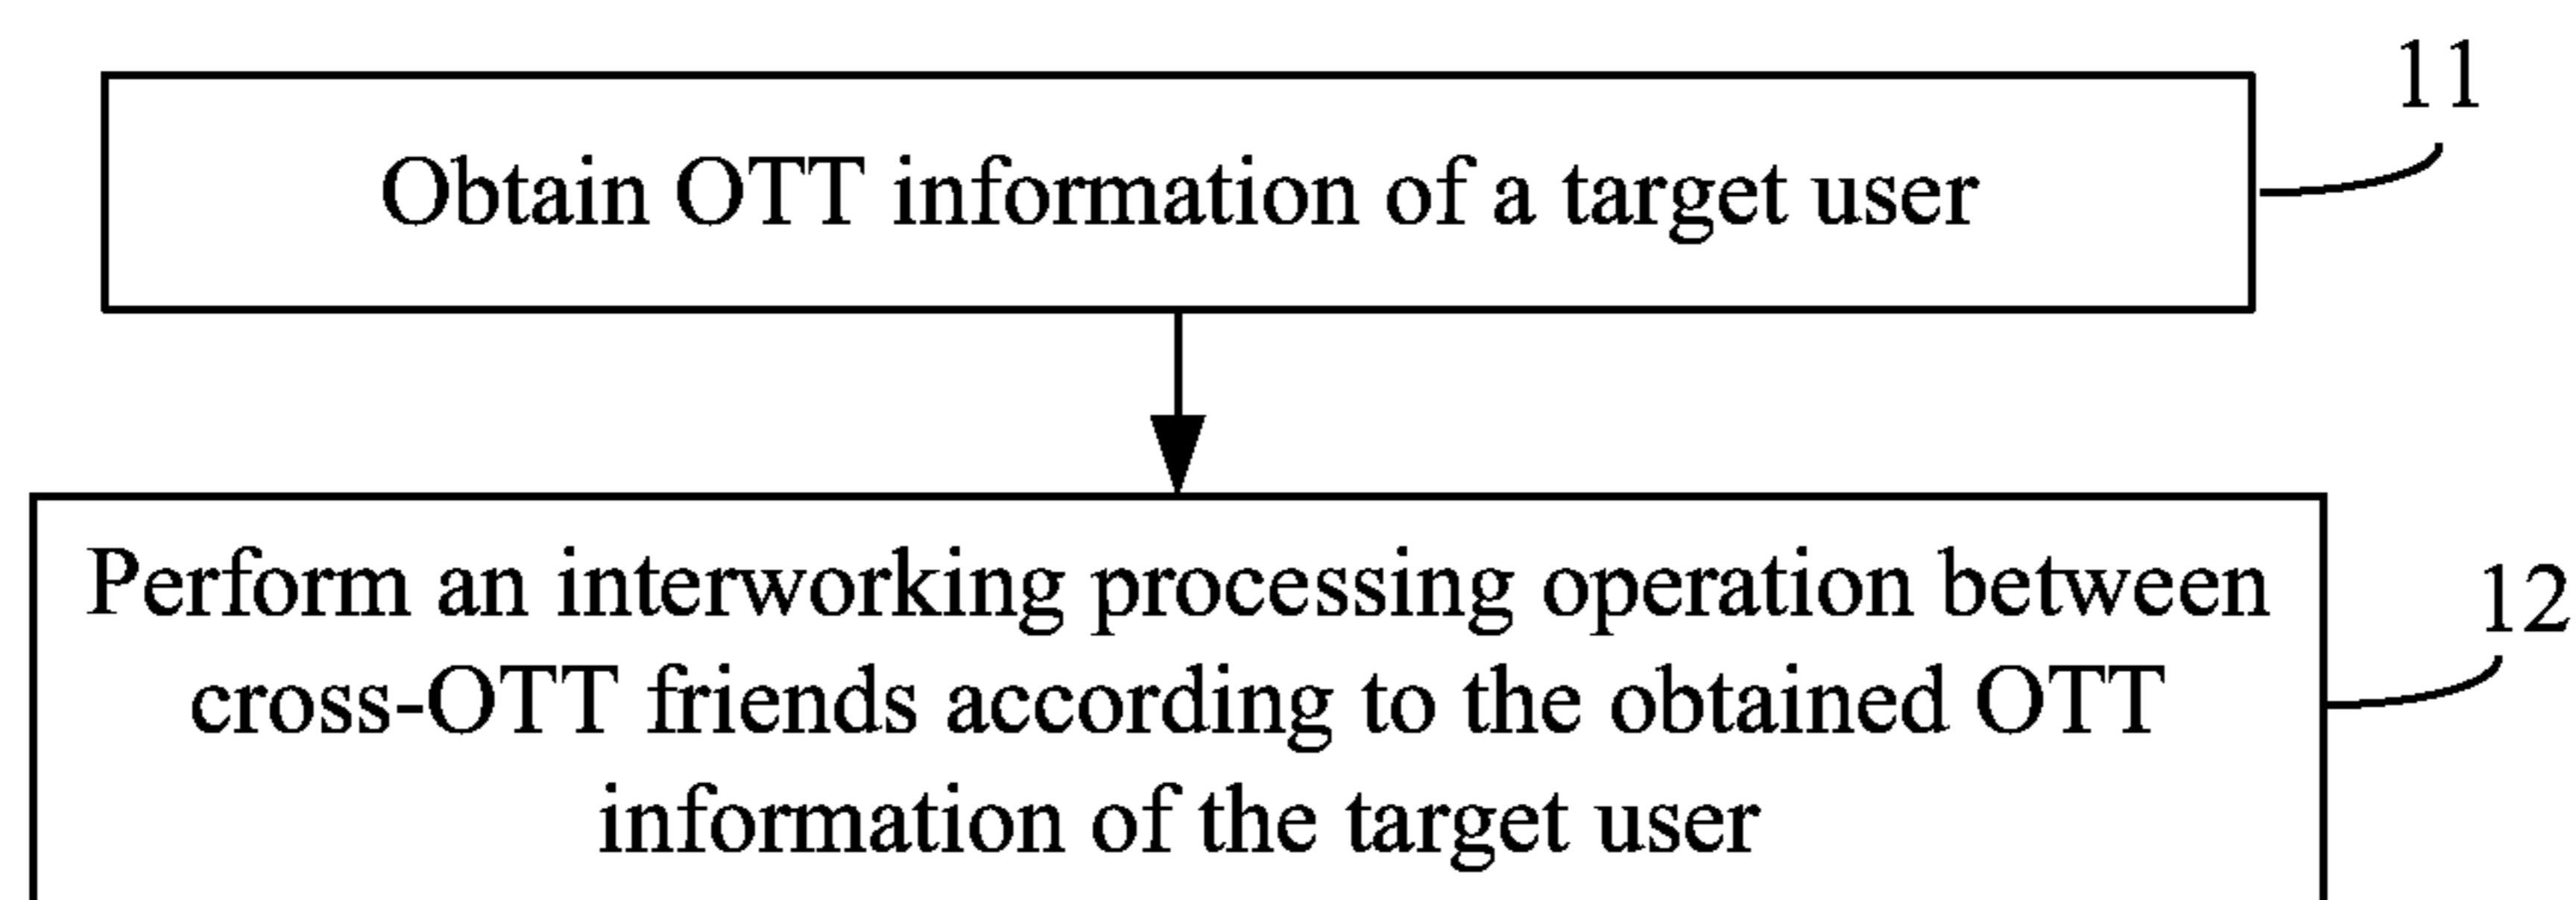 11
Obtain OTT information of a target user
Perform an interworking processing operation between
12
cross-OTT friends according to the obtained OTT
information of the target user